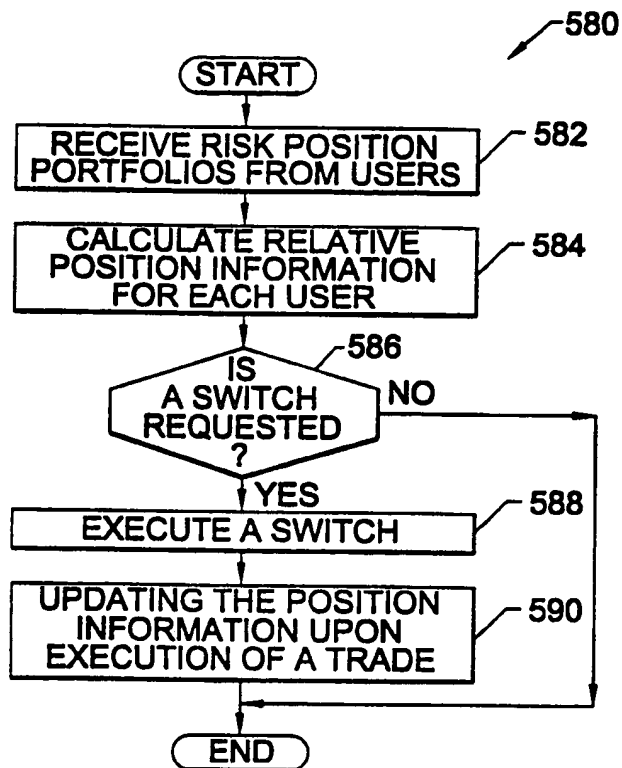 580
START
RECEIVE RISK POSITION
PORTFOLIOS FROM USERS
582
CALCULATE RELATIVE
POSITION INFORMATION
FOR EACH USER
584
586
IS
A SWITCH
REQUESTED
?
NO
YES
EXECUTE A SWITCH
588
UPDATING THE POSITION
INFORMATION UPON
EXECUTION OF A TRADE
590
END